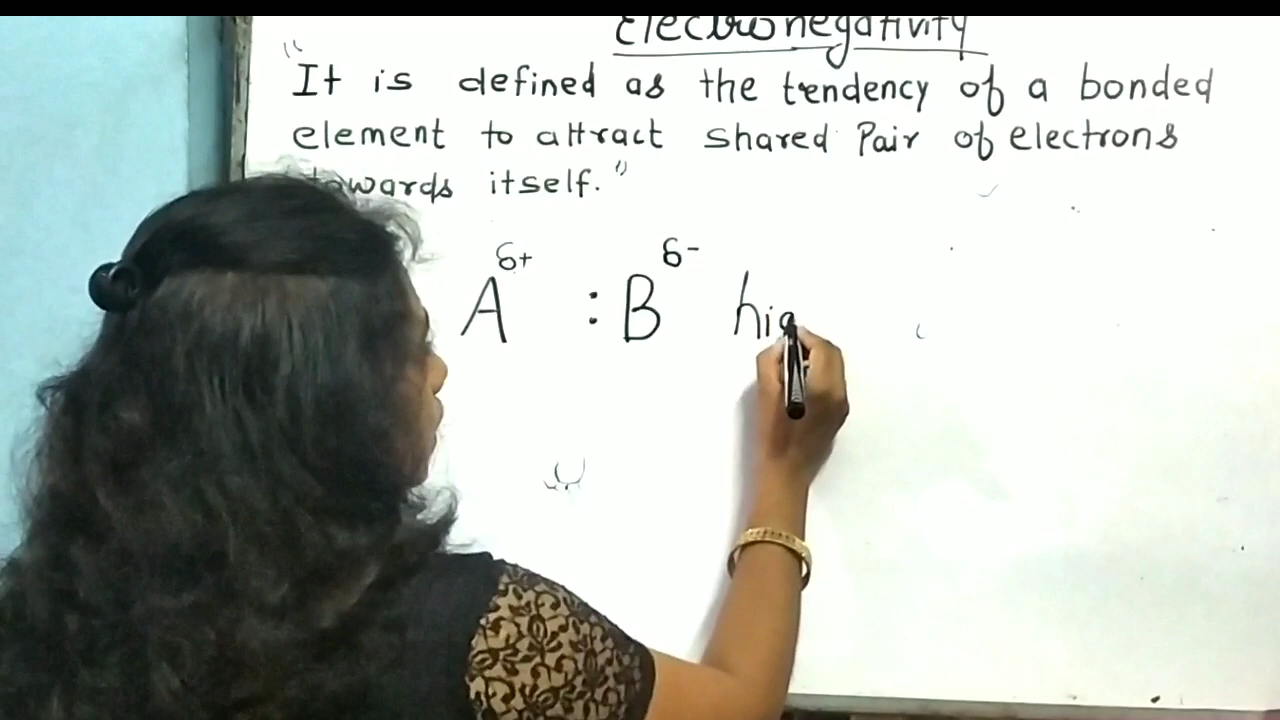 Electronegativity
"It is defined as the tendency of a bonded
element to attract shared Pair of electrons
towards itself."
A δ+ : B δ- hig